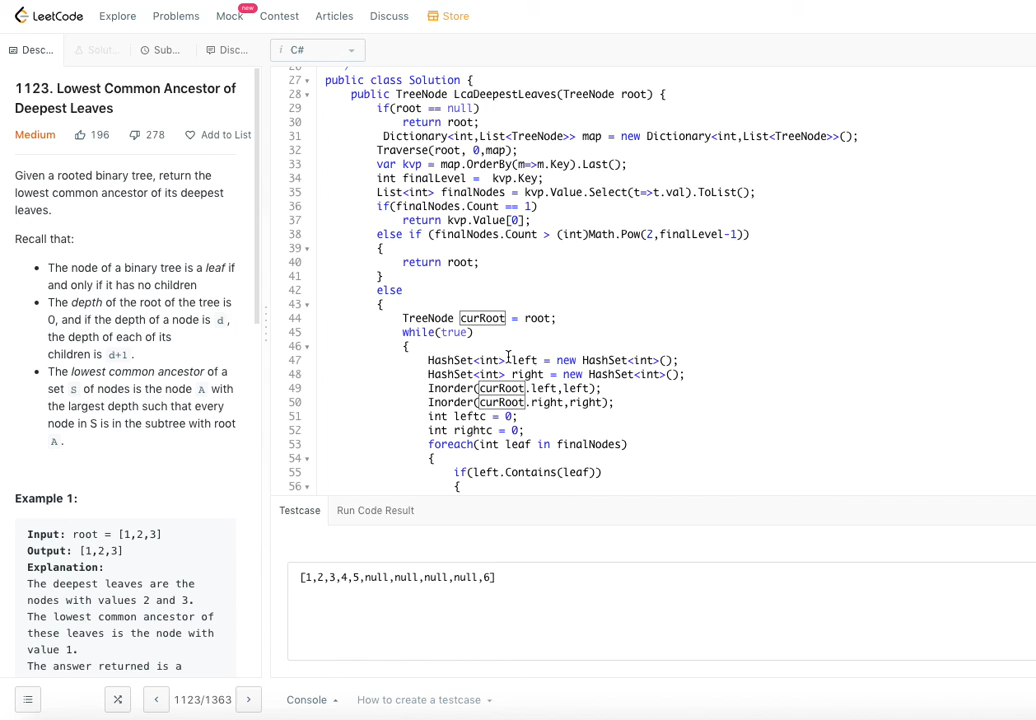 LeetCode Explore Problems Mock new Contest Articles Discuss Store
Desc... Solut... Sub... Disc... i C#
1123. Lowest Common Ancestor of
Deepest Leaves
Medium 196 278 Add to List
Given a rooted binary tree, return the
lowest common ancestor of its deepest
leaves.
Recall that:
The node of a binary tree is a leaf if
and only if it has no children
The depth of the root of the tree is
0, and if the depth of a node is d ,
the depth of each of its
children is d+1 .
The lowest common ancestor of a
set S of nodes is the node A with
the largest depth such that every
node in S is in the subtree with root
A .
Example 1:
Input: root = [1,2,3]
Output: [1,2,3]
Explanation:
The deepest leaves are the
nodes with values 2 and 3.
The lowest common ancestor of
these leaves is the node with
value 1.
The answer returned is a
1123/1363
26 */
27 public class Solution {
28 public TreeNode LcaDeepestLeaves(TreeNode root) {
29 if(root == null)
30 return root;
31 Dictionary<int,List<TreeNode>> map = new Dictionary<int,List<TreeNode>>();
32 Traverse(root, 0,map);
33 var kvp = map.OrderBy(m=>m.Key).Last();
34 int finalLevel =  kvp.Key;
35 List<int> finalNodes = kvp.Value.Select(t=>t.val).ToList();
36 if(finalNodes.Count == 1)
37 return kvp.Value[0];
38 else if (finalNodes.Count > (int)Math.Pow(2,finalLevel-1))
39 {
40 return root;
41 }
42 else
43 {
44 TreeNode curRoot = root;
45 while(true)
46 {
47 HashSet<int> left = new HashSet<int>();
48 HashSet<int> right = new HashSet<int>();
49 Inorder(curRoot.left,left);
50 Inorder(curRoot.right,right);
51 int leftc = 0;
52 int rightc = 0;
53 foreach(int leaf in finalNodes)
54 {
55 if(left.Contains(leaf))
56 {
Testcase Run Code Result
[1,2,3,4,5,null,null,null,null,6]
Console How to create a testcase